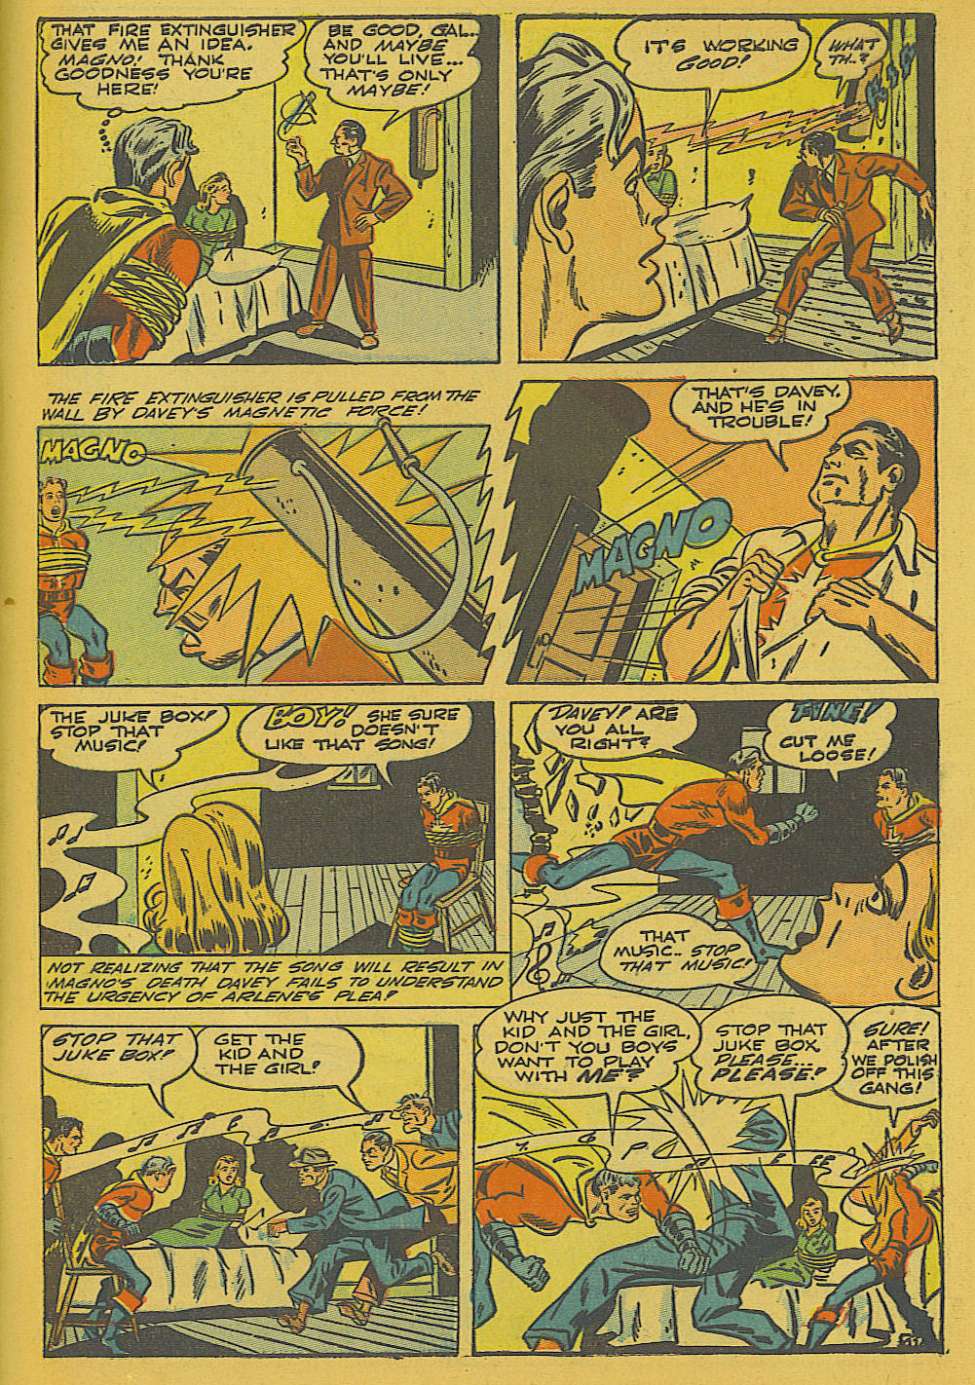 THAT FIRE EXTINGUISHER
GIVES ME AN IDEA.
MAGNO! THANK
GOODNESS YOU'RE
HERE!
BE GOOD, GAL..
AND MAYBE
YOU'LL LIVE...
THAT'S ONLY
MAYBE!
IT'S WORKING
GOOD!
WHAT
TH..?
THE FIRE EXTINGUISHER IS PULLED FROM THE
WALL BY DAVEY'S MAGNETIC FORCE!
MAGNO
THAT'S DAVEY.
AND HE'S IN
TROUBLE!
MAGNO
THE JUKE BOX!
STOP THAT
MUSIC!
BOY! SHE SURE
DOESN'T
LIKE THAT SONG!
NOT REALIZING THAT THE SONG WILL RESULT IN
MAGNO'S DEATH DAVEY FAILS TO UNDERSTAND
THE URGENCY OF ARLENE'S PLEA!
DAVEY! ARE
YOU ALL
RIGHT?
FINE!
CUT ME
LOOSE!
THAT
MUSIC.. STOP
THAT MUSIC!
STOP THAT
JUKE BOX!
GET THE
KID AND
THE GIRL!
WHY JUST THE
KID AND THE GIRL,
DON'T YOU BOYS
WANT TO PLAY
WITH ME?
STOP THAT
JUKE BOX,
PLEASE...
PLEASE!
SURE!
AFTER
WE POLISH
OFF THIS
GANG!